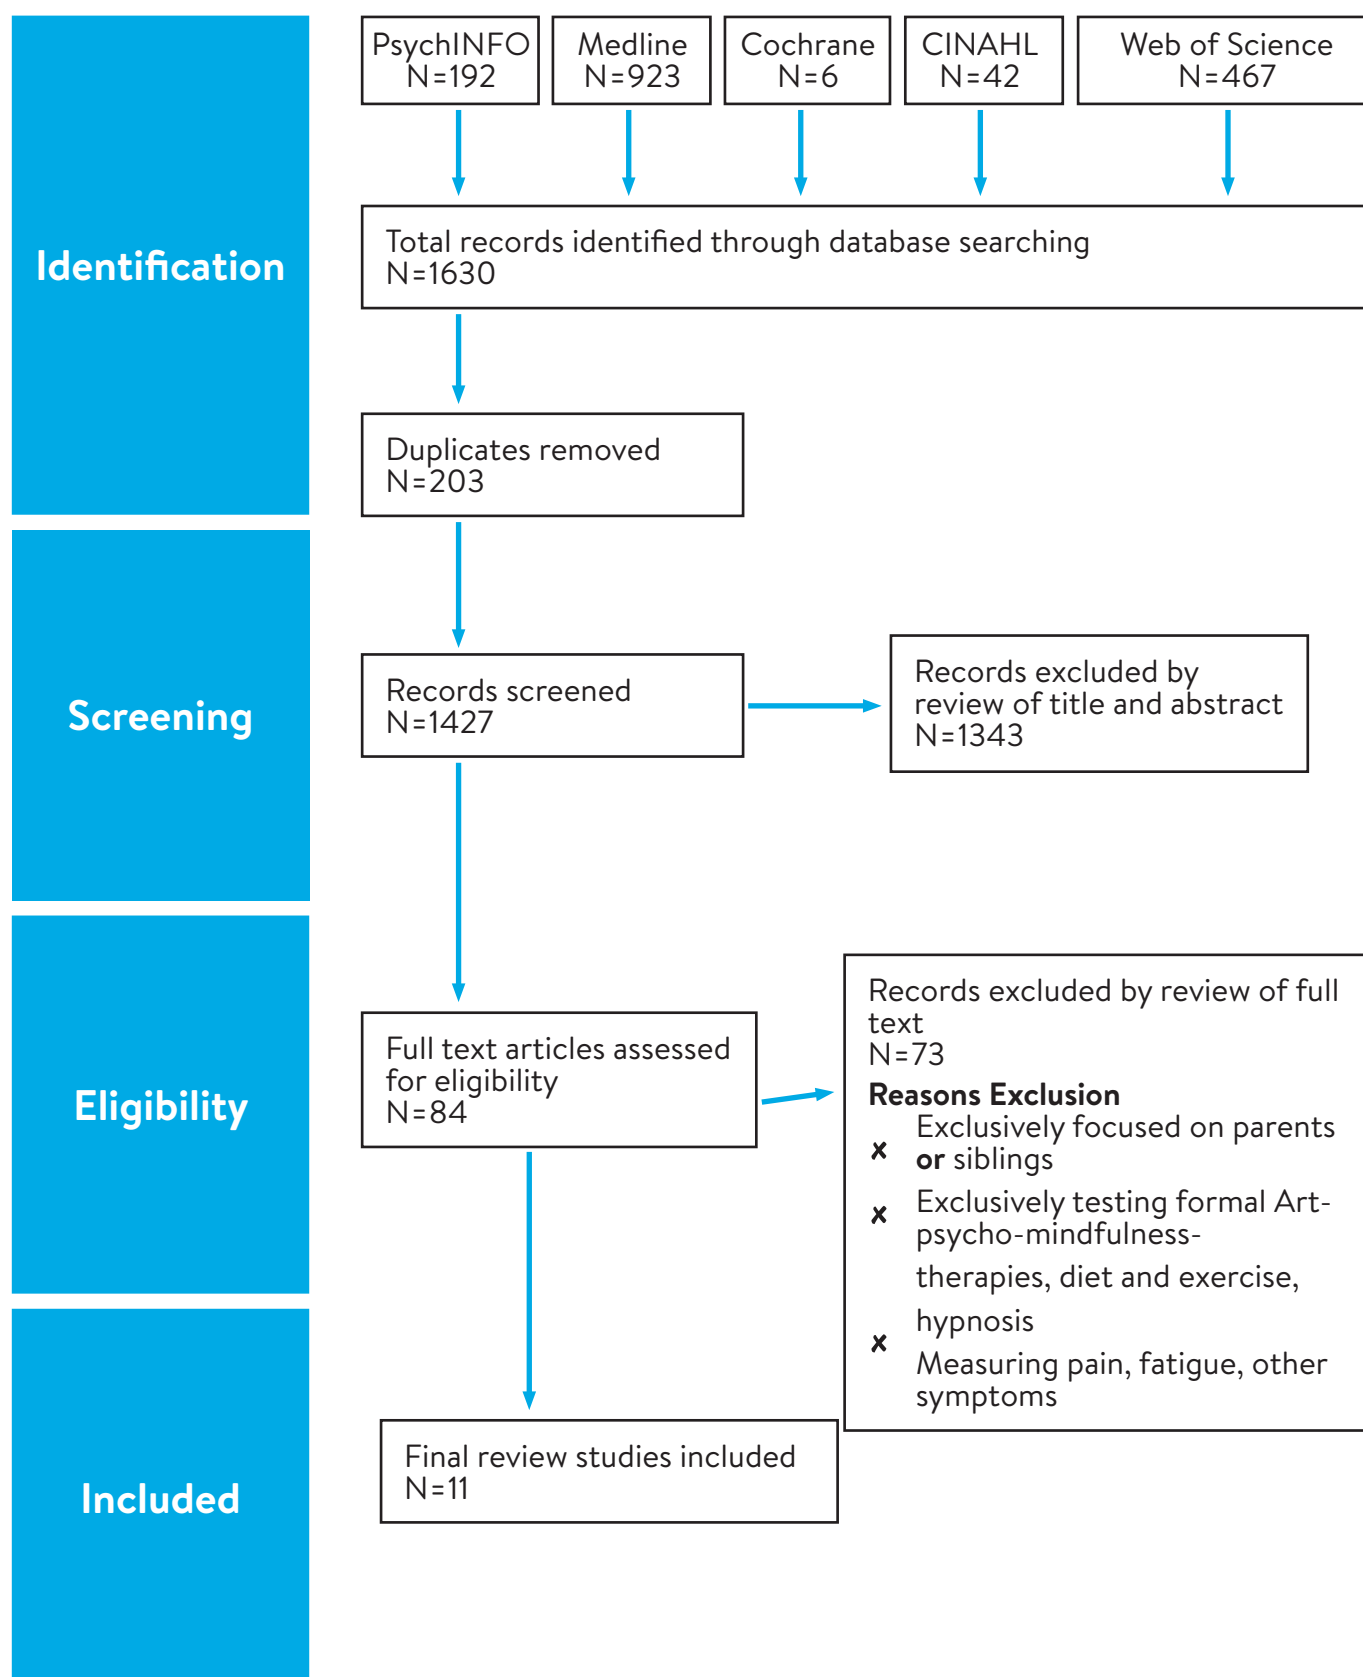 PsychINFO
N=192
Medline
N=923
Cochrane
N=6
CINAHL
N=42
Web of Science
N=467
Identification
Total records identified through database searching
N=1630
Duplicates removed
N=203
Screening
Records screened
N=1427
Records excluded by
review of title and abstract
N=1343
Eligibility
Full text articles assessed
for eligibility
N=84
Records excluded by review of full
text
N=73
Reasons Exclusion
✘ Exclusively focused on parents
or siblings
✘ Exclusively testing formal Art-
psycho-mindfulness-
therapies, diet and exercise,
hypnosis
✘ Measuring pain, fatigue, other
symptoms
Included
Final review studies included
N=11